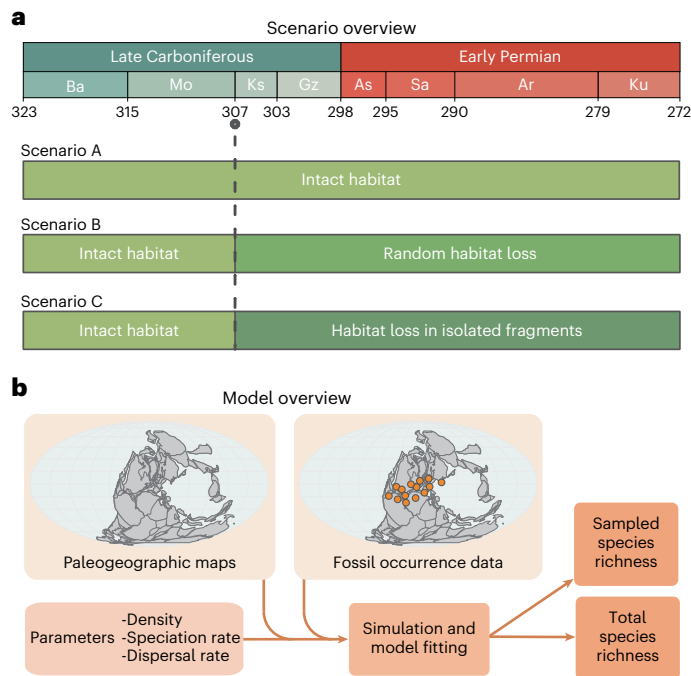 a
Scenario overview
Late Carboniferous Early Permian
Ba Mo Ks Gz As Sa Ar Ku
323 315 307 303 298 295 290 279 272
Scenario A
Intact habitat
Scenario B
Intact habitat Random habitat loss
Scenario C
Intact habitat Habitat loss in isolated fragments
b
Model overview
Paleogeographic maps Fossil occurrence data
Sampled
species
richness
Parameters
-Density
-Speciation rate
-Dispersal rate
Simulation and
model fitting
Total
species
richness